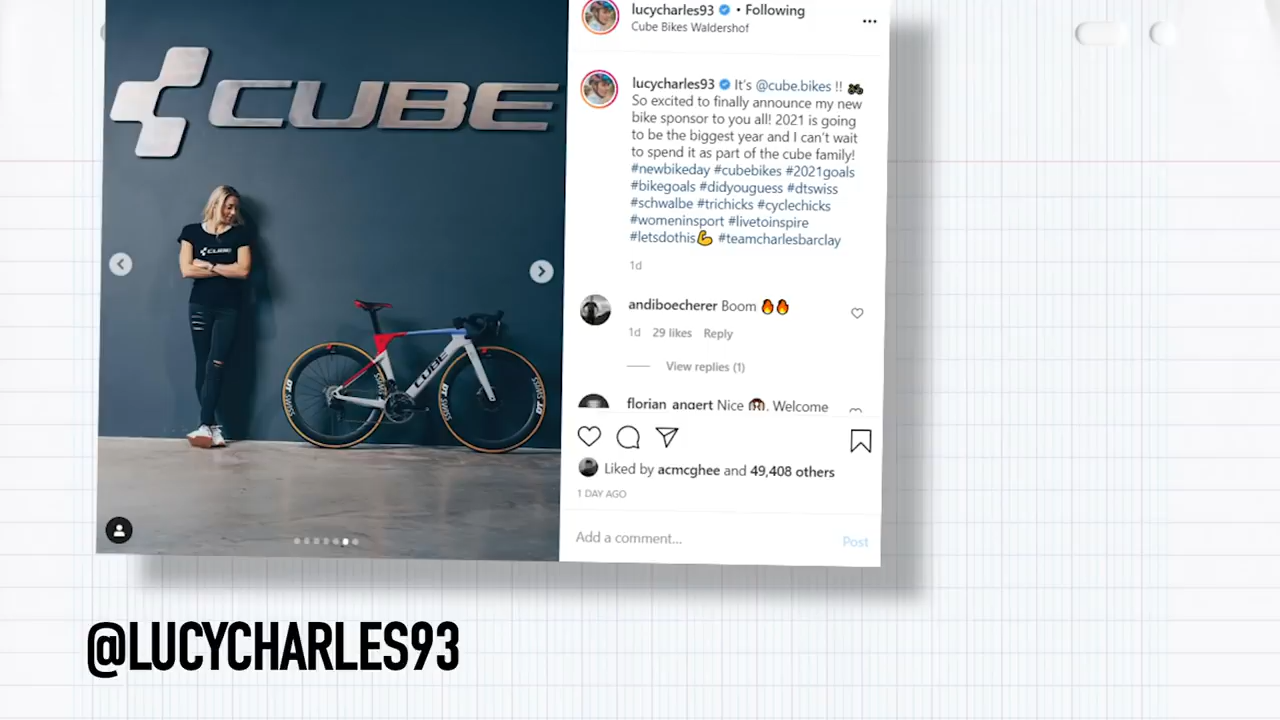 CUBE
CUBE
CUBE
DT
SWISS
SWISS
DT
SWISS
lucycharles93 • Following
Cube Bikes Waldershof
lucycharles93 It's @cube.bikes !! 🚲
So excited to finally announce my new
bike sponsor to you all! 2021 is going
to be the biggest year and I can't wait
to spend it as part of the cube family!
#newbikeday #cubebikes #2021goals
#bikegoals #didyouguess #dtswiss
#schwalbe #trichicks #cyclechicks
#womeninsport #livetoinspire
#letsdothis💪 #teamcharlesbarclay
1d
andiboecherer Boom 🔥🔥
1d 29 likes Reply
View replies (1)
florian_angert Nice , Welcome
Liked by acmcghee and 49,408 others
1 DAY AGO
Add a comment... Post
@LUCYCHARLES93